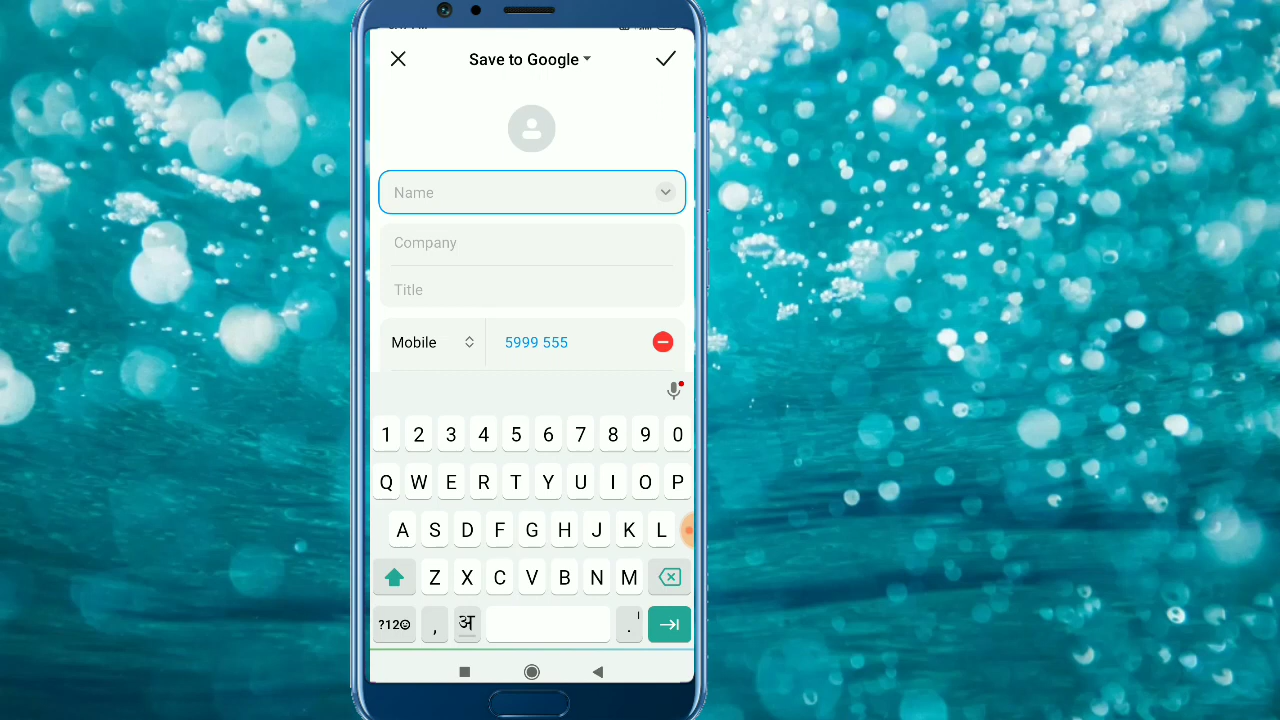 Save to Google
Name
Company
Title
Mobile 5999 555
1 2 3 4 5 6 7 8 9 0
Q W E R T Y U I O P
A S D F G H J K L
Z X C V B N M
?12 , अ .